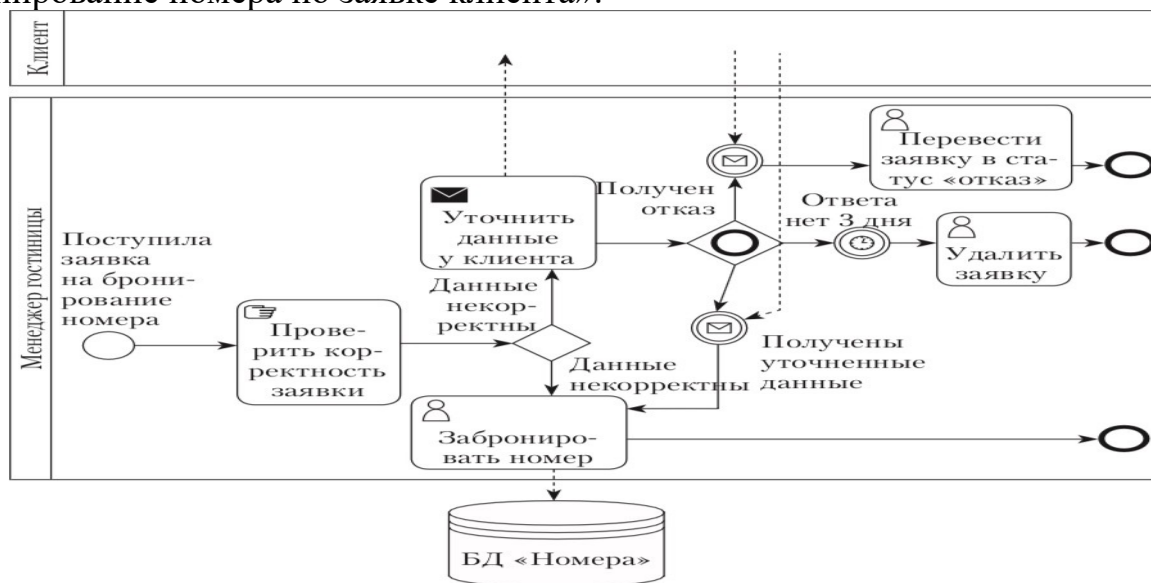 нирование номера по заявке клиента».
Клиент
Менеджер гостиницы
Поступила
заявка
на брони-
рование
номера
Прове-
рить кор-
ректность
заявки
Уточнить
данные
у клиента
Данные
некор-
ректны
Данные
некорректны
Заброниро-
вать номер
БД «Номера»
Получен
отказ
Перевести
заявку в ста-
тус «отказ»
Ответа
нет 3 дня
Удалить
заявку
Получены
уточненные
данные